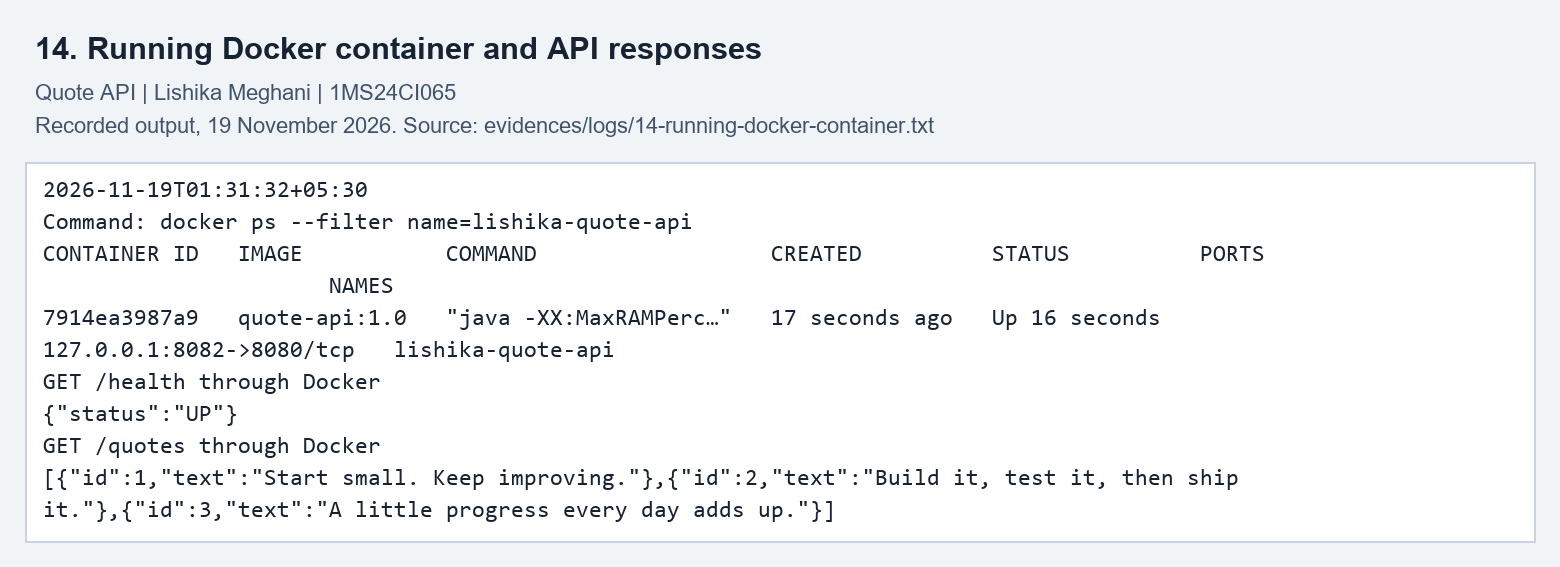 14. Running Docker container and API responses
Quote API | Lishika Meghani | 1MS24CI065
Recorded output, 19 November 2026. Source: evidences/logs/14-running-docker-container.txt
2026-11-19T01:31:32+05:30
Command: docker ps --filter name=lishika-quote-api
CONTAINER ID   IMAGE           COMMAND                  CREATED          STATUS          PORTS
                      NAMES
7914ea3987a9   quote-api:1.0   "java -XX:MaxRAMPerc…"   17 seconds ago   Up 16 seconds
127.0.0.1:8082->8080/tcp   lishika-quote-api
GET /health through Docker
{"status":"UP"}
GET /quotes through Docker
[{"id":1,"text":"Start small. Keep improving."},{"id":2,"text":"Build it, test it, then ship
it."},{"id":3,"text":"A little progress every day adds up."}]